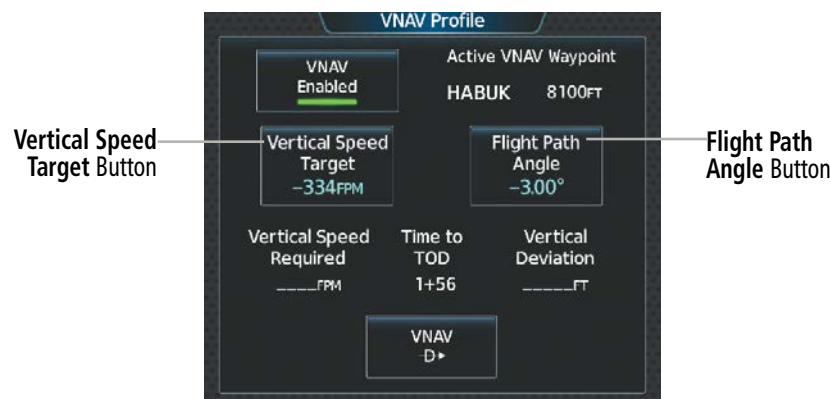 VNAV Profile
VNAV
Enabled
Active VNAV Waypoint
HABUK 8100FT
Vertical Speed
Target Button
Vertical Speed
Target
−334FPM
Flight Path
Angle
−3.00°
Flight Path
Angle Button
Vertical Speed
Required
____FPM
Time to
TOD
1+56
Vertical
Deviation
_____FT
VNAV
D